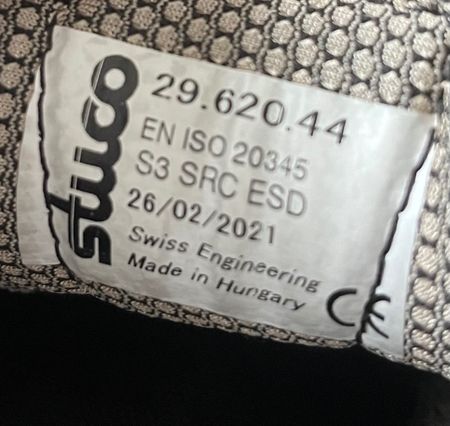 stuco
29.620.44
EN ISO 20345
S3 SRC ESD
26/02/2021
Swiss Engineering
Made in Hungary
CE